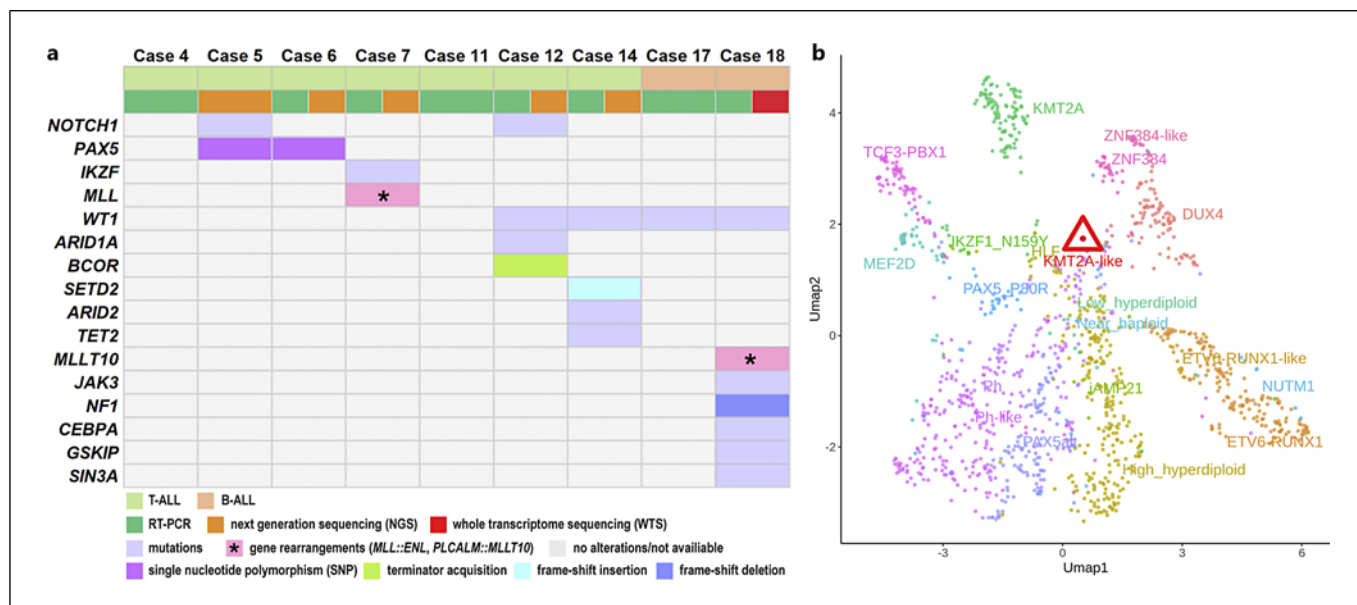 a
Case 4 Case 5 Case 6 Case 7 Case 11 Case 12 Case 14 Case 17 Case 18
NOTCH1
PAX5
IKZF
MLL *
WT1
ARID1A
BCOR
SETD2
ARID2
TET2
MLLT10 *
JAK3
NF1
CEBPA
GSKIP
SIN3A
T-ALL B-ALL
RT-PCR next generation sequencing (NGS) whole transcriptome sequencing (WTS)
mutations * gene rearrangements (MLL::ENL, PLCALM::MLLT10) no alterations/not availiable
single nucleotide polymorphism (SNP) terminator acquisition frame-shift insertion frame-shift deletion
b
Umap2
4
2
0
-2
KMT2A
ZNF384-like
TCF3-PBX1
ZNF384
DUX4
IKZF1_N159Y
HLF
MEF2D
KMT2A-like
PAX5_P80R
Low_hyperdiploid
Near_haploid
ETV6-RUNX1-like
Ph
iAMP21
NUTM1
Ph-like
PAX5alt
ETV6-RUNX1
High_hyperdiploid
-3 0 3 6
Umap1